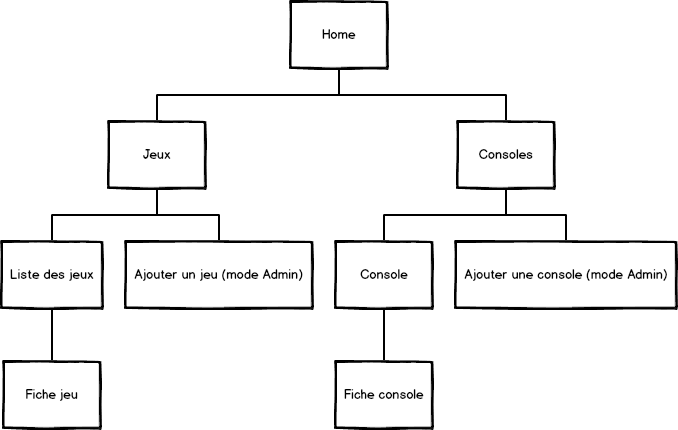 Home
Jeux
Consoles
Liste des jeux
Ajouter un jeu (mode Admin)
Console
Ajouter une console (mode Admin)
Fiche jeu
Fiche console